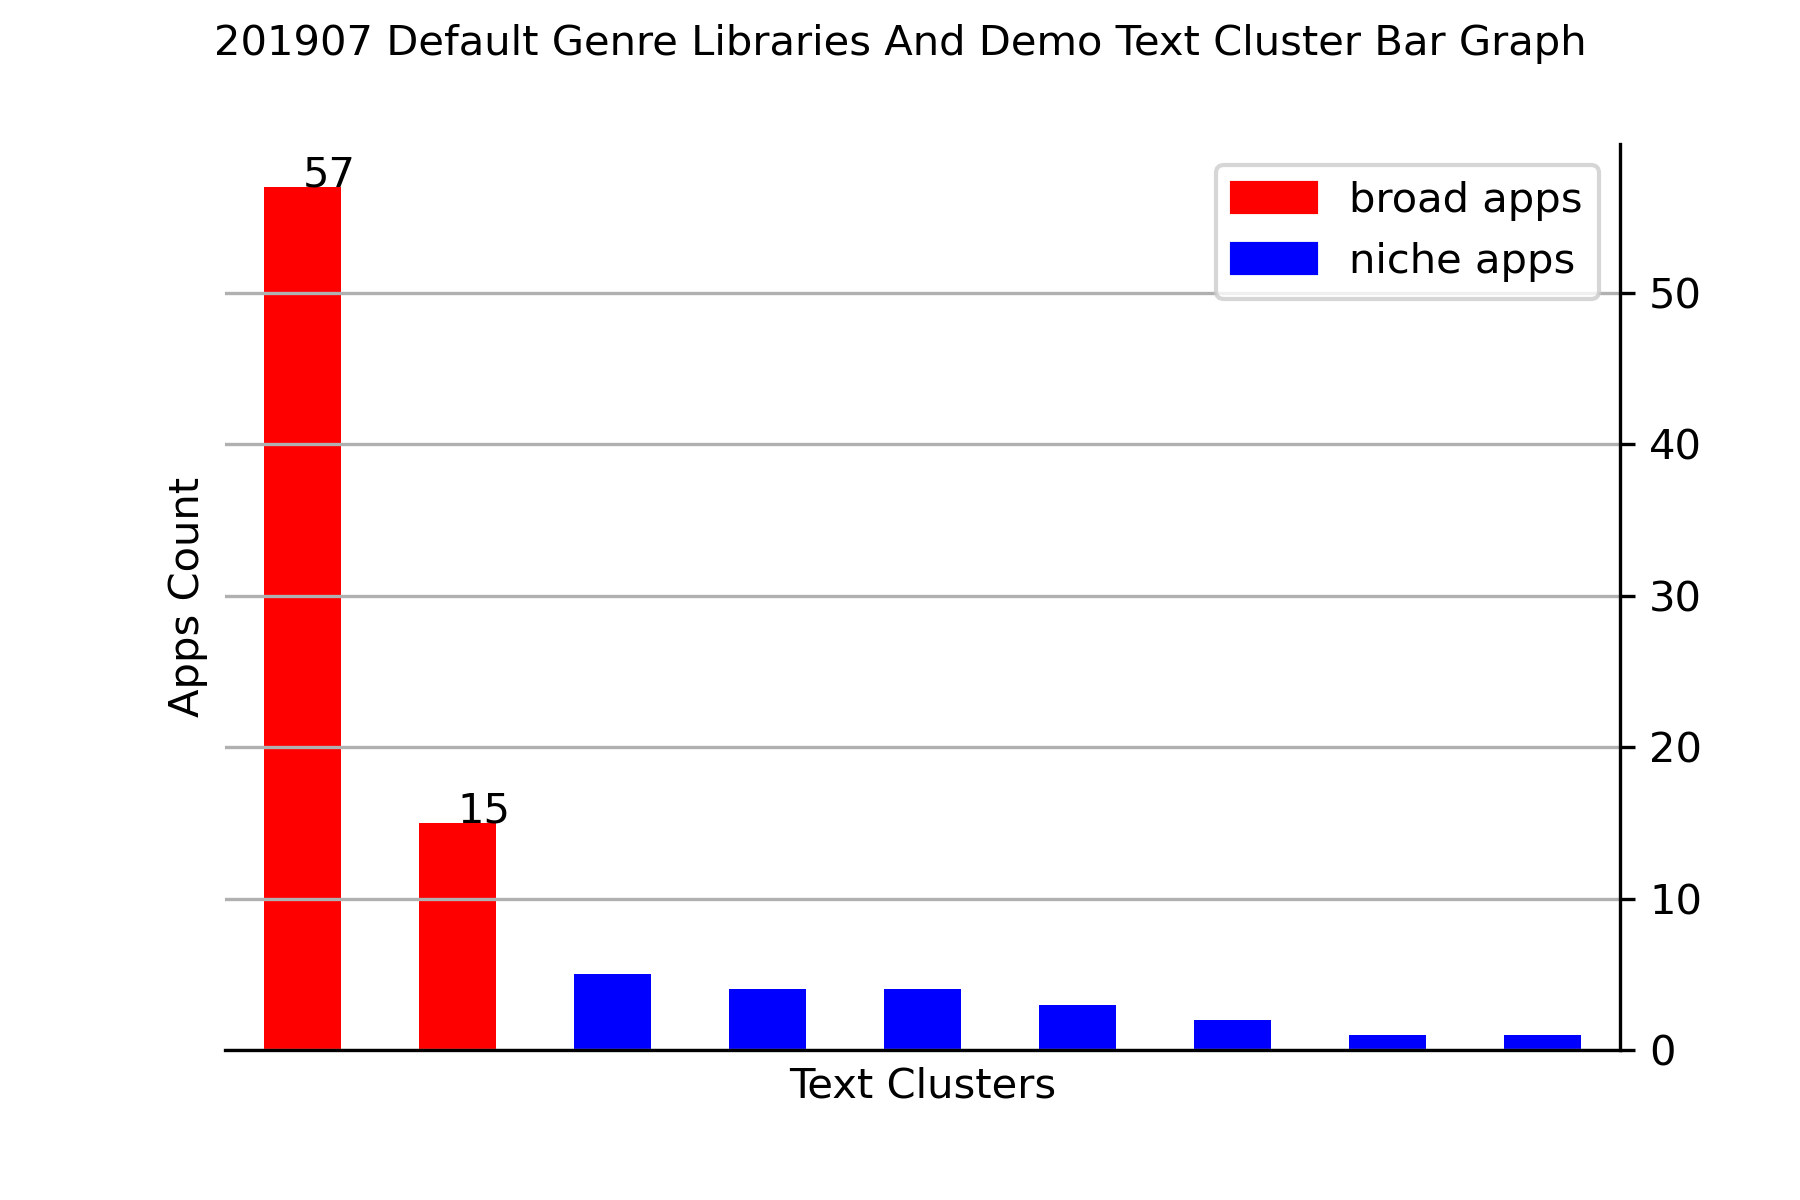 201907 Default Genre Libraries And Demo Text Cluster Bar Graph
57
broad apps
niche apps
50
40
Apps Count
30
20
15
10
0
Text Clusters